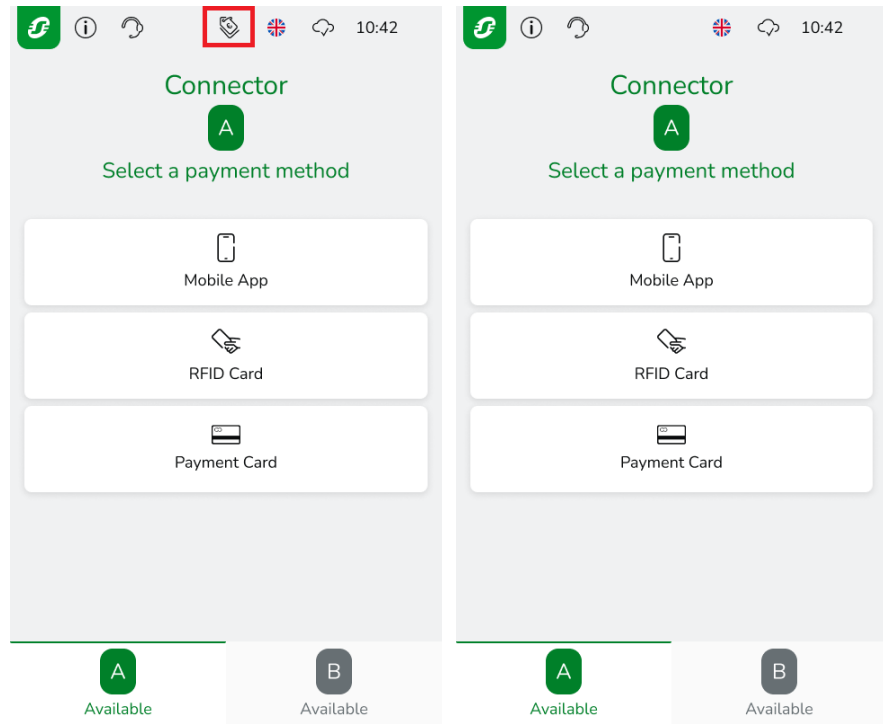 10:42
Connector
A
Select a payment method
Mobile App
RFID Card
Payment Card
A
Available
B
Available
10:42
Connector
A
Select a payment method
Mobile App
RFID Card
Payment Card
A
Available
B
Available